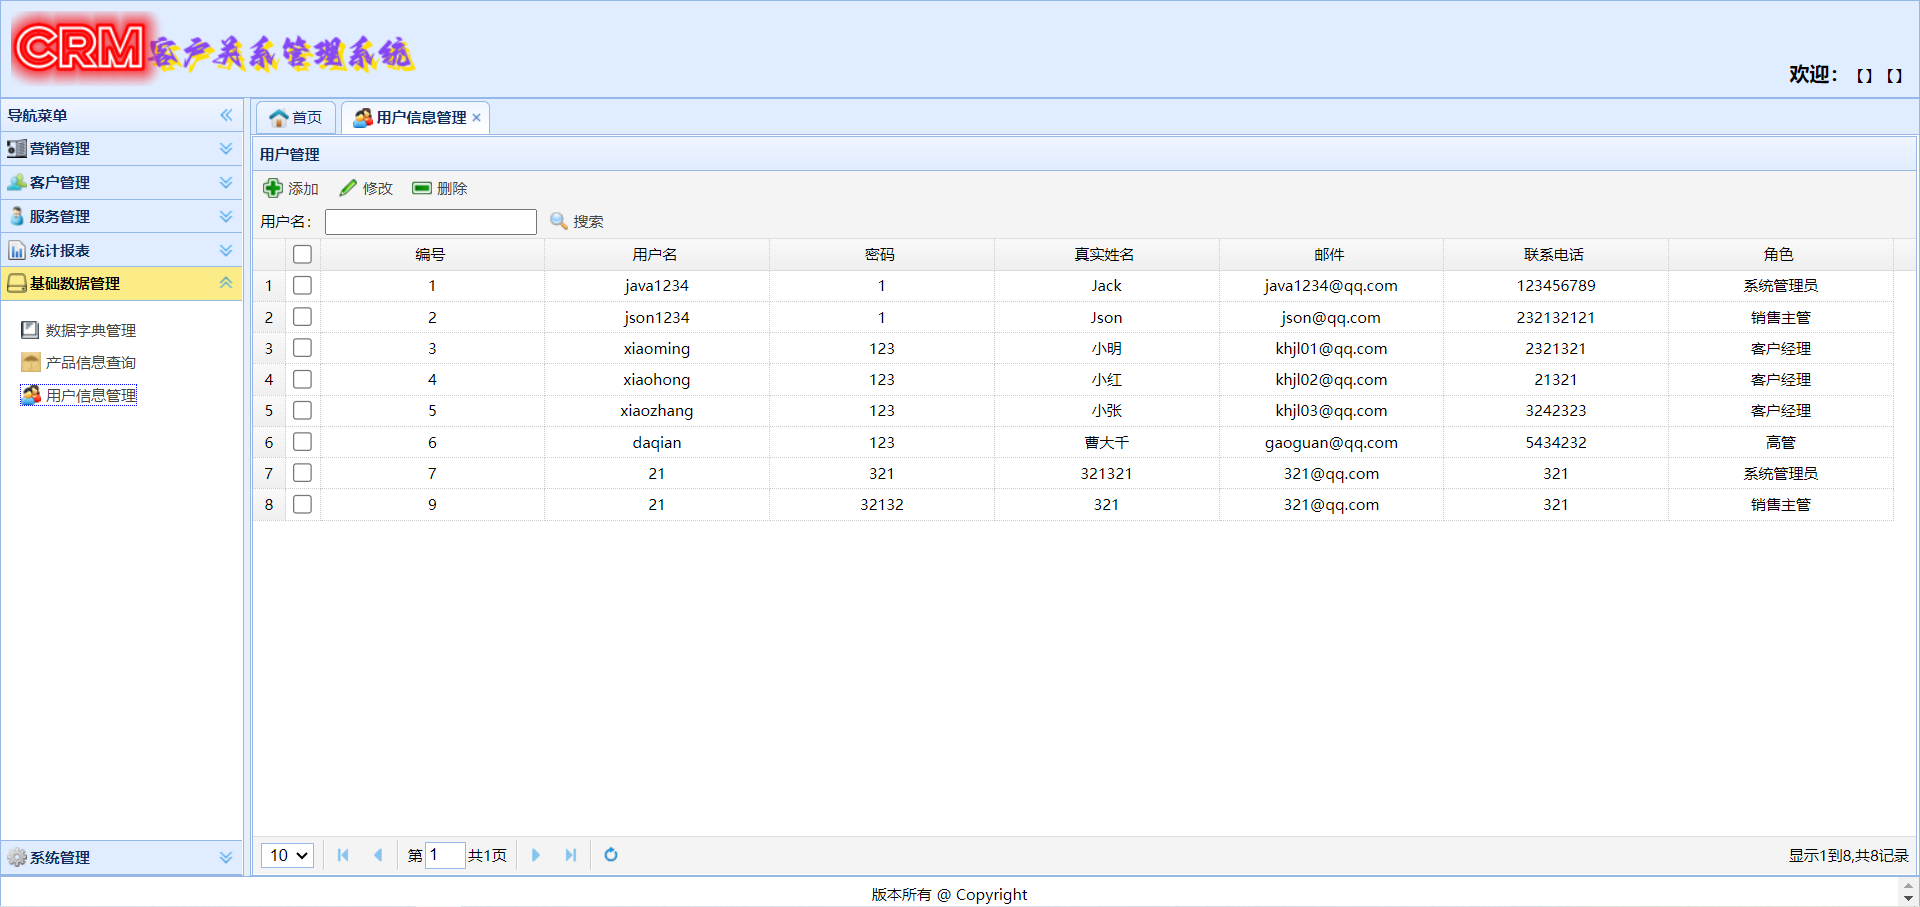 CRM客户关系管理系统
欢迎： 【】 【】
导航菜单
营销管理
客户管理
服务管理
统计报表
基础数据管理
数据字典管理
产品信息查询
用户信息管理
系统管理
首页 用户信息管理
用户管理
添加 修改 删除
用户名： 搜索
编号 用户名 密码 真实姓名 邮件 联系电话 角色
1 1 java1234 1 Jack java1234@qq.com 123456789 系统管理员
2 2 json1234 1 Json json@qq.com 232132121 销售主管
3 3 xiaoming 123 小明 khjl01@qq.com 2321321 客户经理
4 4 xiaohong 123 小红 khjl02@qq.com 21321 客户经理
5 5 xiaozhang 123 小张 khjl03@qq.com 3242323 客户经理
6 6 daqian 123 曹大千 gaoguan@qq.com 5434232 高管
7 7 21 321 321321 321@qq.com 321 系统管理员
8 9 21 32132 321 321@qq.com 321 销售主管
10 第 1 共1页 显示1到8,共8记录
版本所有 @ Copyright